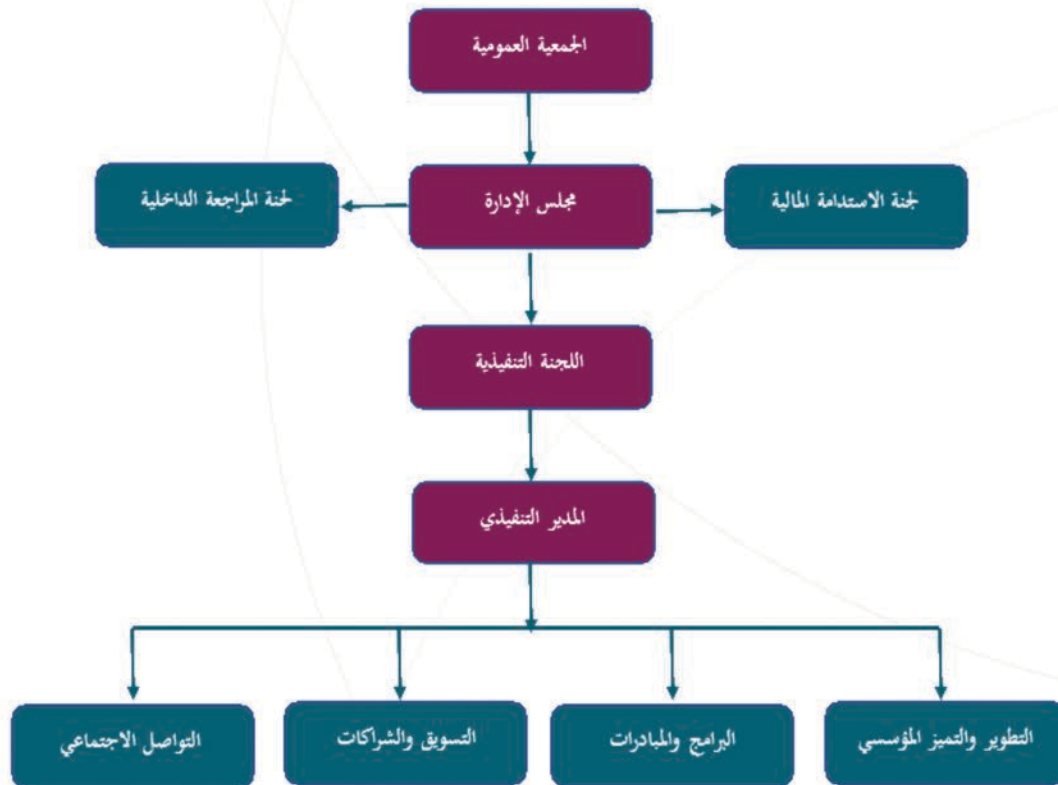 الجمعية العمومية
لجنة الاستدامة المالية
مجلس الإدارة
لجنة المراجعة الداخلية
اللجنة التنفيذية
المدير التنفيذي
التطوير والتميز المؤسسي
البرامج والمبادرات
التسويق والشراكات
التواصل الاجتماعي